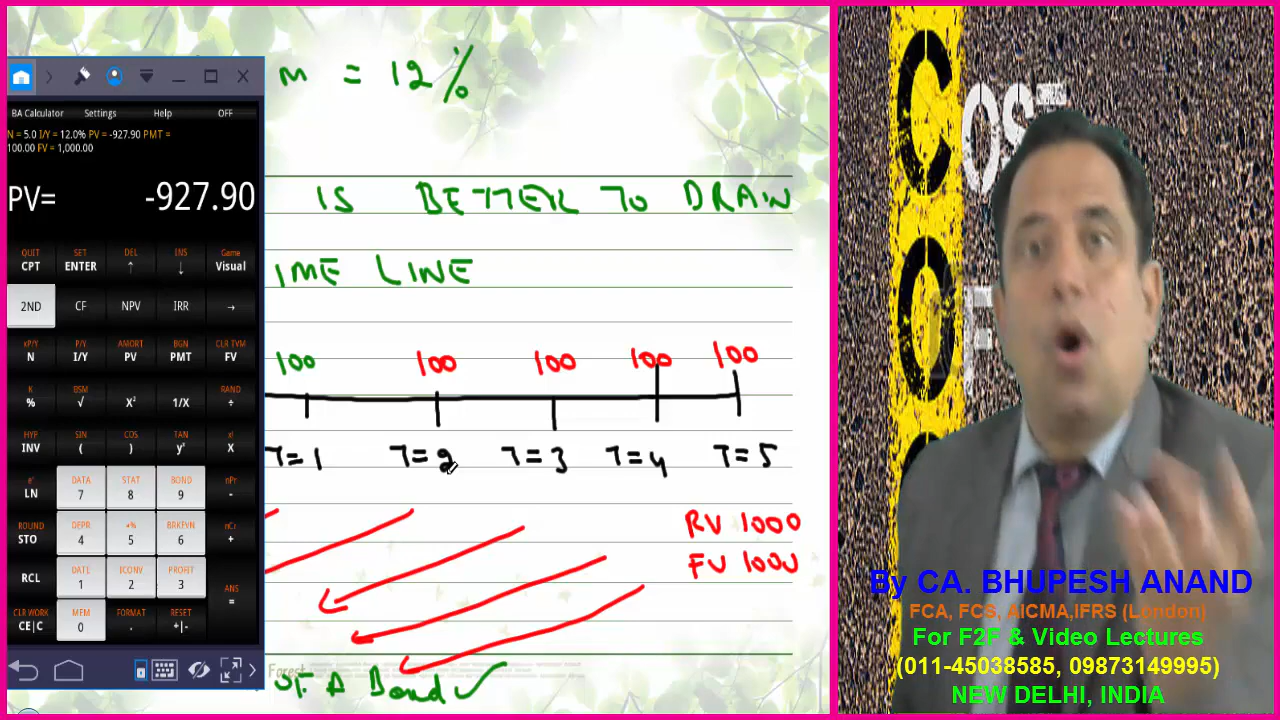 m = 12%
IS BETTER TO DRAW
IME LINE
100 100 100 100 100
T=1 T=2 T=3 T=4 T=5
RV 1000
FV 1000
OF A Bond
Forest
BA Calculator Settings Help OFF
N = 5.0 I/Y = 12.0% PV = -927.90 PMT =
100.00 FV = 1,000.00
PV= -927.90
QUIT SET DEL INS Game
CPT ENTER ↑ ↓ Visual
2ND CF NPV IRR →
xP/Y P/Y AMORT BGN CLR TVM
N I/Y PV PMT FV
K BSM RAND
% √ X² 1/X ÷
HYP SIN COS TAN x!
INV ( ) yˣ X
eˣ DATA STAT BOND nPr
LN 7 8 9 -
ROUND DEPR •% BRKEVN nCr
STO 4 5 6 +
DATE ICONV PROFIT ANS
RCL 1 2 3 =
CLR WORK MEM FORMAT RESET
CE|C 0 . +|-
C
OS
O
F
By CA. BHUPESH ANAND
FCA, FCS, AICMA,IFRS (London)
For F2F & Video Lectures
(011-45038585, 09873149995)
NEW DELHI, INDIA